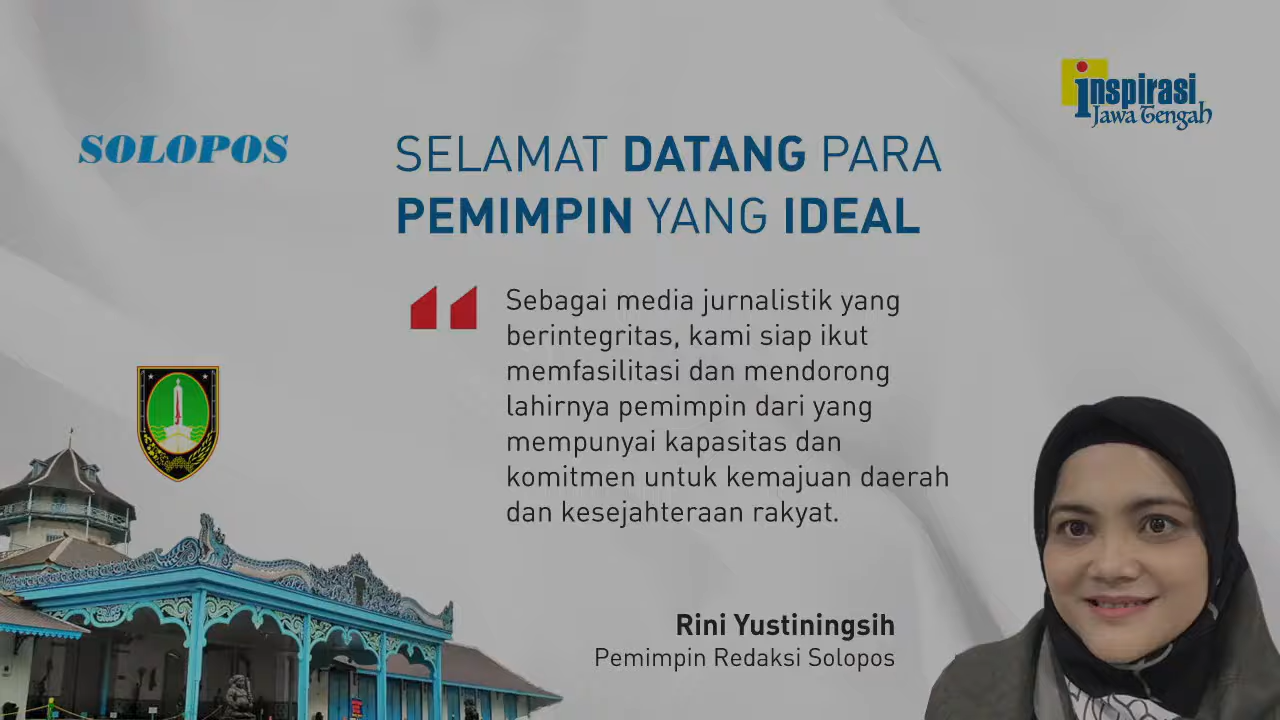 inspirasi
Jawa Tengah
SOLOPOS
SELAMAT DATANG PARA
PEMIMPIN YANG IDEAL
Sebagai media jurnalistik yang
berintegritas, kami siap ikut
memfasilitasi dan mendorong
lahirnya pemimpin dari yang
mempunyai kapasitas dan
komitmen untuk kemajuan daerah
dan kesejahteraan rakyat.
Rini Yustiningsih
Pemimpin Redaksi Solopos